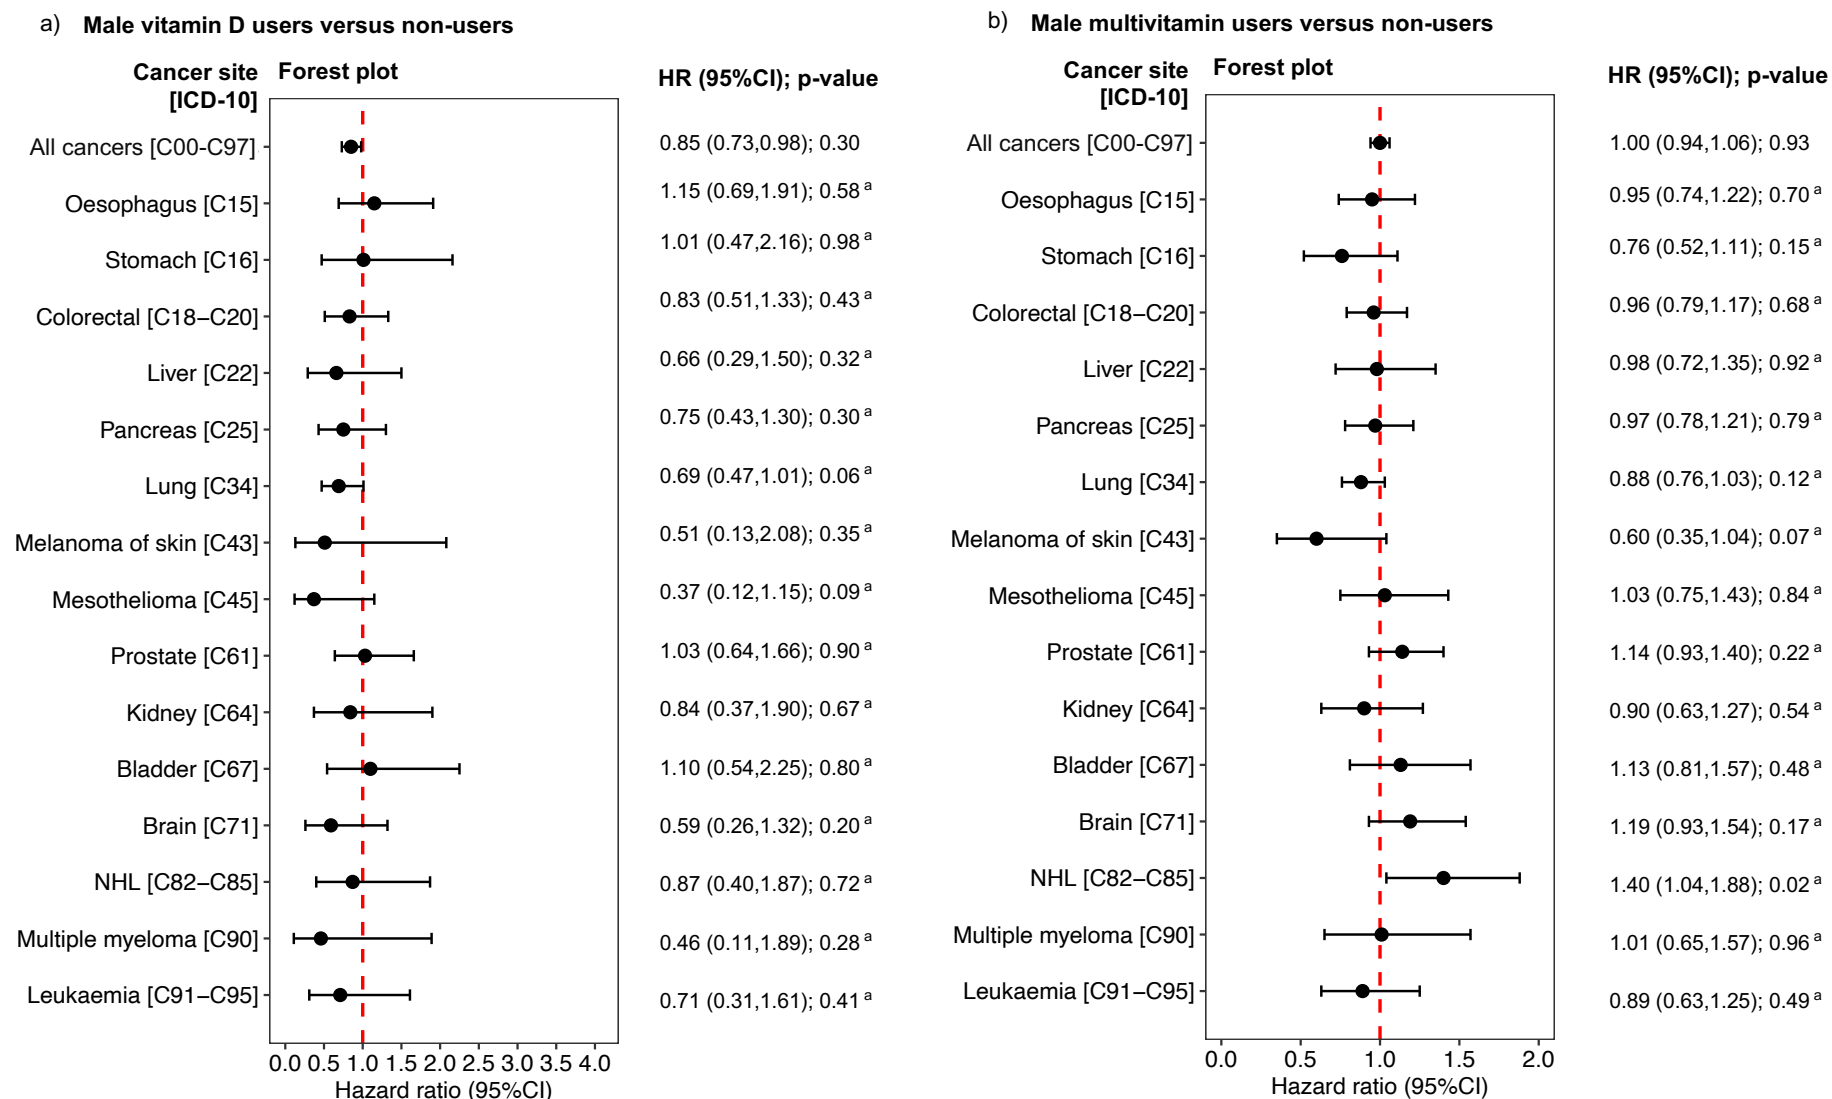 a) Male vitamin D users versus non-users
Cancer site [ICD-10] Forest plot HR (95%CI); p-value
All cancers [C00-C97] 0.85 (0.73,0.98); 0.30
Oesophagus [C15] 1.15 (0.69,1.91); 0.58 a
Stomach [C16] 1.01 (0.47,2.16); 0.98 a
Colorectal [C18–C20] 0.83 (0.51,1.33); 0.43 a
Liver [C22] 0.66 (0.29,1.50); 0.32 a
Pancreas [C25] 0.75 (0.43,1.30); 0.30 a
Lung [C34] 0.69 (0.47,1.01); 0.06 a
Melanoma of skin [C43] 0.51 (0.13,2.08); 0.35 a
Mesothelioma [C45] 0.37 (0.12,1.15); 0.09 a
Prostate [C61] 1.03 (0.64,1.66); 0.90 a
Kidney [C64] 0.84 (0.37,1.90); 0.67 a
Bladder [C67] 1.10 (0.54,2.25); 0.80 a
Brain [C71] 0.59 (0.26,1.32); 0.20 a
NHL [C82–C85] 0.87 (0.40,1.87); 0.72 a
Multiple myeloma [C90] 0.46 (0.11,1.89); 0.28 a
Leukaemia [C91–C95] 0.71 (0.31,1.61); 0.41 a
0.0 0.5 1.0 1.5 2.0 2.5 3.0 3.5 4.0
Hazard ratio (95%CI)
b) Male multivitamin users versus non-users
Cancer site [ICD-10] Forest plot HR (95%CI); p-value
All cancers [C00-C97] 1.00 (0.94,1.06); 0.93
Oesophagus [C15] 0.95 (0.74,1.22); 0.70 a
Stomach [C16] 0.76 (0.52,1.11); 0.15 a
Colorectal [C18–C20] 0.96 (0.79,1.17); 0.68 a
Liver [C22] 0.98 (0.72,1.35); 0.92 a
Pancreas [C25] 0.97 (0.78,1.21); 0.79 a
Lung [C34] 0.88 (0.76,1.03); 0.12 a
Melanoma of skin [C43] 0.60 (0.35,1.04); 0.07 a
Mesothelioma [C45] 1.03 (0.75,1.43); 0.84 a
Prostate [C61] 1.14 (0.93,1.40); 0.22 a
Kidney [C64] 0.90 (0.63,1.27); 0.54 a
Bladder [C67] 1.13 (0.81,1.57); 0.48 a
Brain [C71] 1.19 (0.93,1.54); 0.17 a
NHL [C82–C85] 1.40 (1.04,1.88); 0.02 a
Multiple myeloma [C90] 1.01 (0.65,1.57); 0.96 a
Leukaemia [C91–C95] 0.89 (0.63,1.25); 0.49 a
0.0 0.5 1.0 1.5 2.0
Hazard ratio (95%CI)